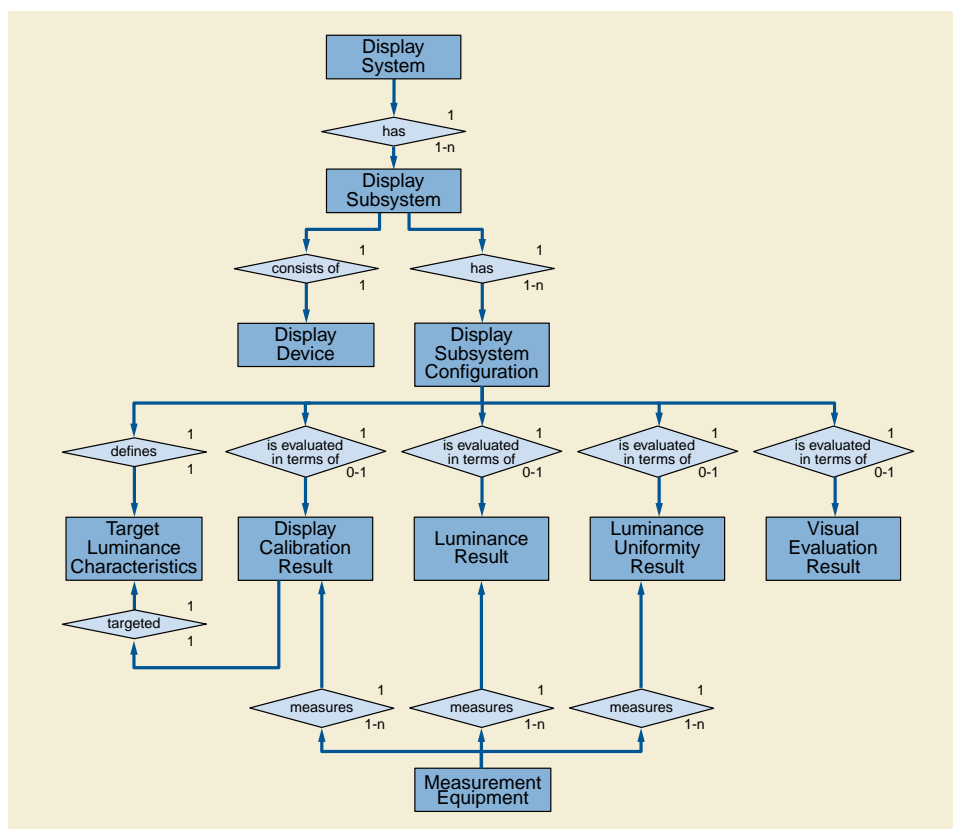 Display
System
1
has
1-n
Display
Subsystem
1
consists of
1
1
has
1-n
Display
Device
Display
Subsystem
Configuration
1
defines
1
1
is evaluated
in terms of
0-1
1
is evaluated
in terms of
0-1
1
is evaluated
in terms of
0-1
1
is evaluated
in terms of
0-1
Target
Luminance
Characteristics
Display
Calibration
Result
Luminance
Result
Luminance
Uniformity
Result
Visual
Evaluation
Result
1
targeted
1
1
measures
1-n
1
measures
1-n
1
measures
1-n
Measurement
Equipment